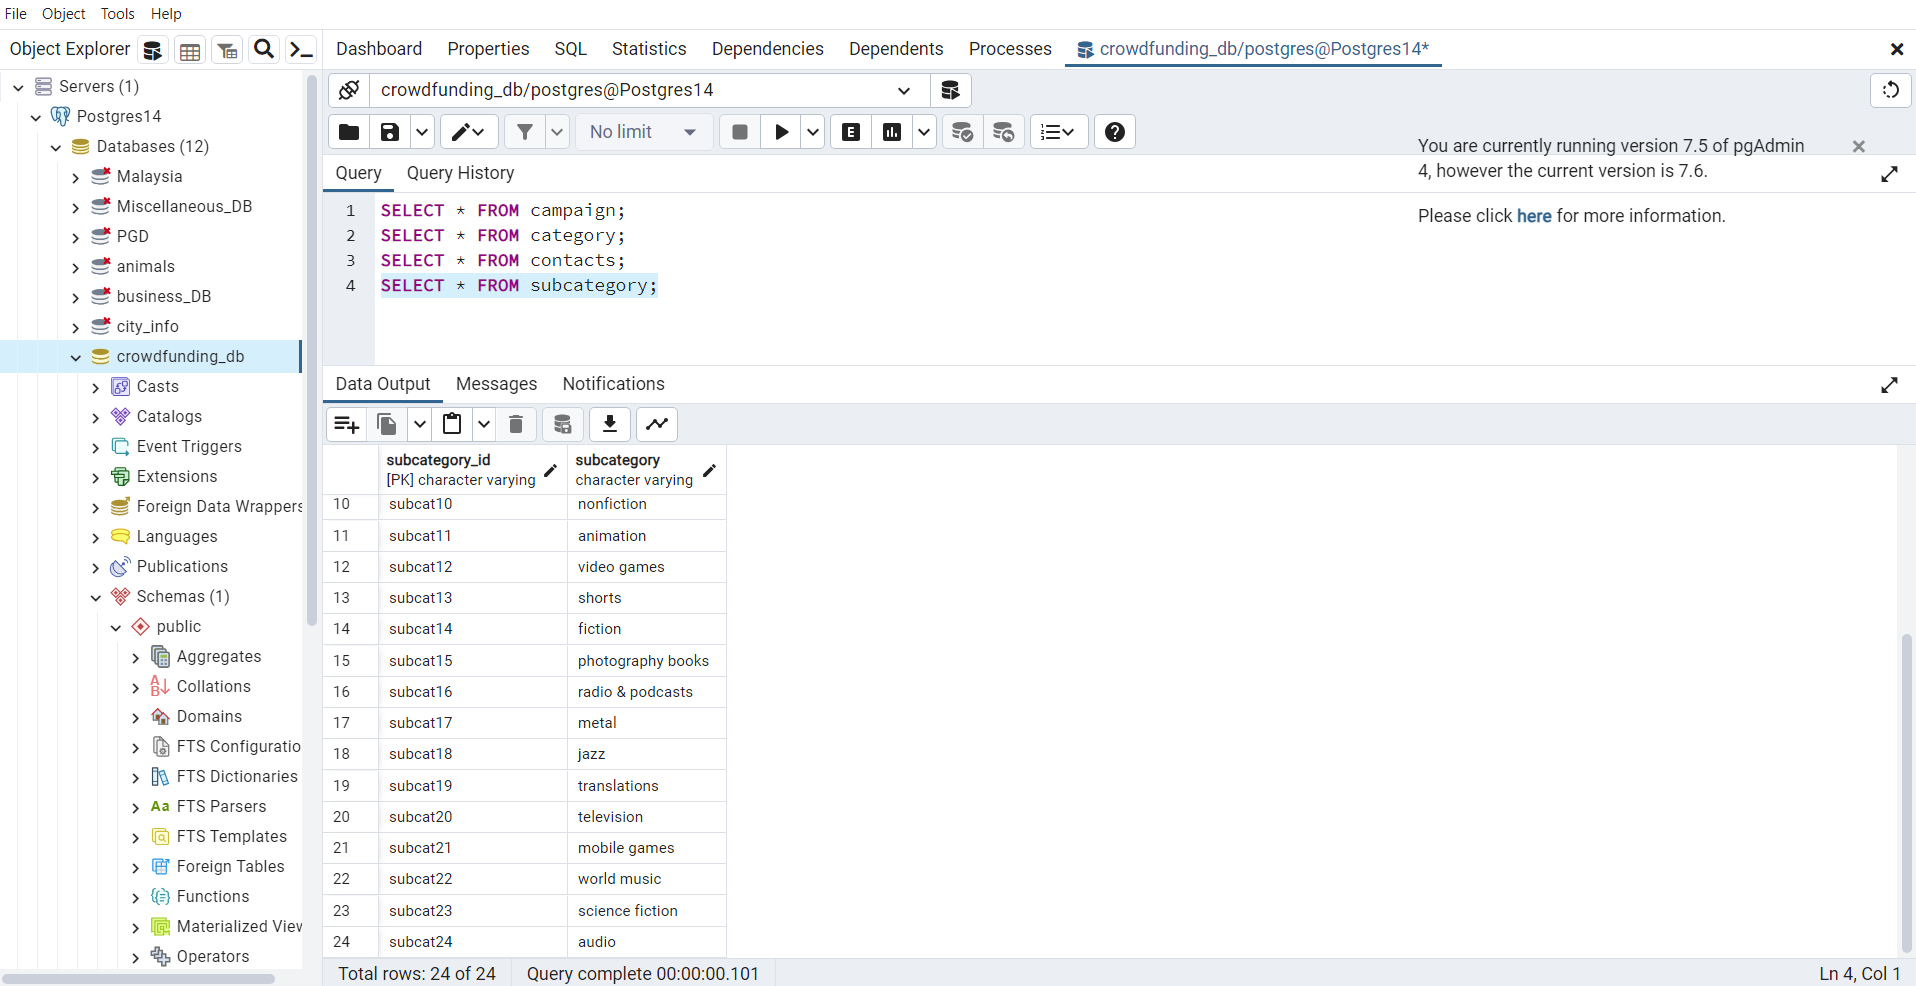 File Object Tools Help
Object Explorer
Dashboard Properties SQL Statistics Dependencies Dependents Processes crowdfunding_db/postgres@Postgres14*
Servers (1)
Postgres14
Databases (12)
Malaysia
Miscellaneous_DB
PGD
animals
business_DB
city_info
crowdfunding_db
Casts
Catalogs
Event Triggers
Extensions
Foreign Data Wrappers
Languages
Publications
Schemas (1)
public
Aggregates
Collations
Domains
FTS Configuratio
FTS Dictionaries
Aa FTS Parsers
FTS Templates
Foreign Tables
Functions
Materialized Viev
Operators
crowdfunding_db/postgres@Postgres14
No limit
E
You are currently running version 7.5 of pgAdmin
4, however the current version is 7.6.
Please click here for more information.
Query Query History
1 SELECT * FROM campaign;
2 SELECT * FROM category;
3 SELECT * FROM contacts;
4 SELECT * FROM subcategory;
Data Output Messages Notifications
subcategory_id subcategory
[PK] character varying character varying
10 subcat10 nonfiction
11 subcat11 animation
12 subcat12 video games
13 subcat13 shorts
14 subcat14 fiction
15 subcat15 photography books
16 subcat16 radio & podcasts
17 subcat17 metal
18 subcat18 jazz
19 subcat19 translations
20 subcat20 television
21 subcat21 mobile games
22 subcat22 world music
23 subcat23 science fiction
24 subcat24 audio
Total rows: 24 of 24 Query complete 00:00:00.101 Ln 4, Col 1